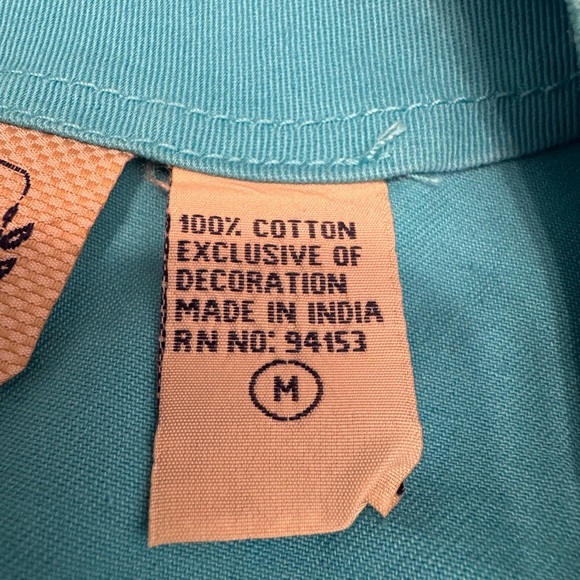 100% COTTON
EXCLUSIVE OF
DECORATION
MADE IN INDIA
RN NO: 94153
M